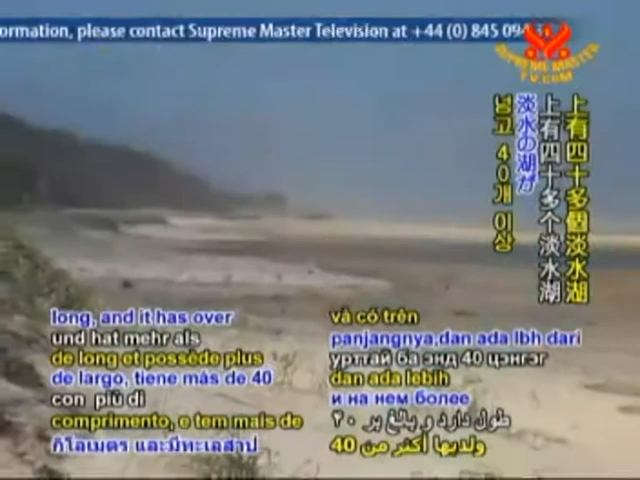 ormation, please contact Supreme Master Television at +44 (0) 845 094
SUPREME MASTER
TV.COM
上有四十多個淡水湖
上有四十多个淡水湖
淡水の湖が
넣고 40개 이상
long, and it has over
und hat mehr als
de long et possède plus
de largo, tiene más de 40
con più di
comprimento, e tem mais de
กิโลเมตร และมีทะเลสาบ
và có trên
panjangnya,dan ada lbh dari
урттай ба энд 40 цэнгэг
dan ada lebih
и на нем более
طول دارد و بالغ بر ۴۰
ولديها أكثر من 40